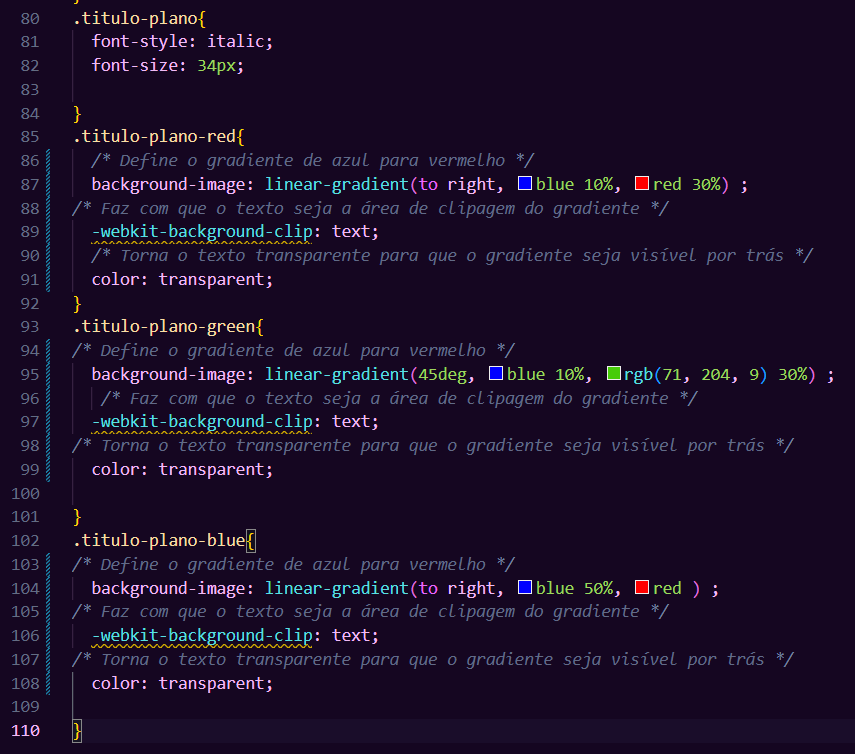 80 .titulo-plano{
81   font-style: italic;
82   font-size: 34px;
83
84 }
85 .titulo-plano-red{
86   /* Define o gradiente de azul para vermelho */
87   background-image: linear-gradient(to right, blue 10%, red 30%) ;
88 /* Faz com que o texto seja a área de clipagem do gradiente */
89   -webkit-background-clip: text;
90   /* Torna o texto transparente para que o gradiente seja visível por trás */
91   color: transparent;
92 }
93 .titulo-plano-green{
94 /* Define o gradiente de azul para vermelho */
95   background-image: linear-gradient(45deg, blue 10%, rgb(71, 204, 9) 30%) ;
96    /* Faz com que o texto seja a área de clipagem do gradiente */
97   -webkit-background-clip: text;
98 /* Torna o texto transparente para que o gradiente seja visível por trás */
99   color: transparent;
100
101 }
102 .titulo-plano-blue{
103 /* Define o gradiente de azul para vermelho */
104   background-image: linear-gradient(to right, blue 50%, red ) ;
105 /* Faz com que o texto seja a área de clipagem do gradiente */
106   -webkit-background-clip: text;
107 /* Torna o texto transparente para que o gradiente seja visível por trás */
108   color: transparent;
109
110 }